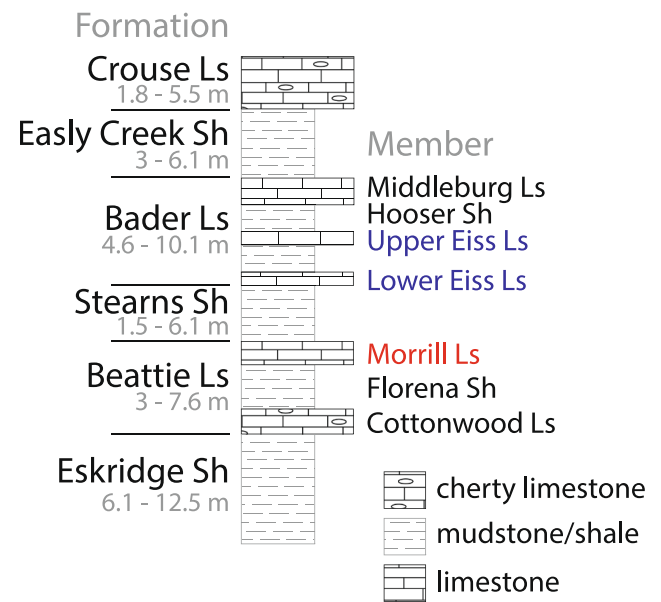 Formation
Crouse Ls
1.8 - 5.5 m
Easly Creek Sh
3 - 6.1 m
Member
Middleburg Ls
Bader Ls
4.6 - 10.1 m
Hooser Sh
Upper Eiss Ls
Lower Eiss Ls
Stearns Sh
1.5 - 6.1 m
Morrill Ls
Beattie Ls
3 - 7.6 m
Florena Sh
Cottonwood Ls
Eskridge Sh
6.1 - 12.5 m
cherty limestone
mudstone/shale
limestone